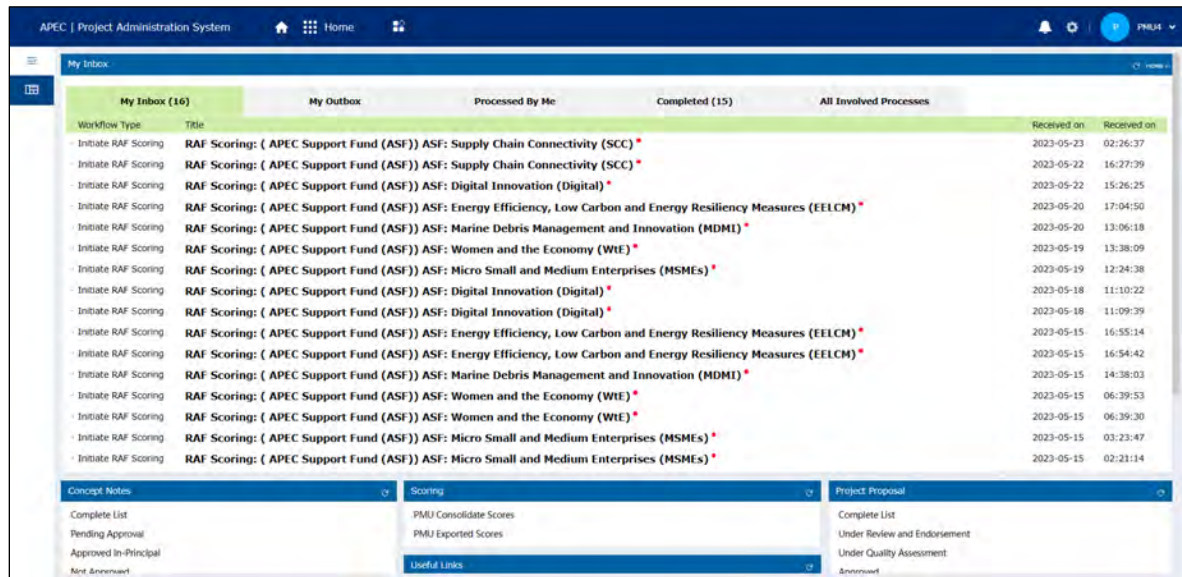 APEC | Project Administration System Home PMU4
My Inbox HOME
My Inbox (16) My Outbox Processed By Me Completed (15) All Involved Processes
Workflow Type Title Received on Received on
Initiate RAF Scoring RAF Scoring: ( APEC Support Fund (ASF)) ASF: Supply Chain Connectivity (SCC) * 2023-05-23 02:26:37
Initiate RAF Scoring RAF Scoring: ( APEC Support Fund (ASF)) ASF: Supply Chain Connectivity (SCC) * 2023-05-22 16:27:39
Initiate RAF Scoring RAF Scoring: ( APEC Support Fund (ASF)) ASF: Digital Innovation (Digital) * 2023-05-22 15:26:25
Initiate RAF Scoring RAF Scoring: ( APEC Support Fund (ASF)) ASF: Energy Efficiency, Low Carbon and Energy Resiliency Measures (EELCM) * 2023-05-20 17:04:50
Initiate RAF Scoring RAF Scoring: ( APEC Support Fund (ASF)) ASF: Marine Debris Management and Innovation (MDMI) * 2023-05-20 13:06:18
Initiate RAF Scoring RAF Scoring: ( APEC Support Fund (ASF)) ASF: Women and the Economy (WtE) * 2023-05-19 13:38:09
Initiate RAF Scoring RAF Scoring: ( APEC Support Fund (ASF)) ASF: Micro Small and Medium Enterprises (MSMEs) * 2023-05-19 12:24:38
Initiate RAF Scoring RAF Scoring: ( APEC Support Fund (ASF)) ASF: Digital Innovation (Digital) * 2023-05-18 11:10:22
Initiate RAF Scoring RAF Scoring: ( APEC Support Fund (ASF)) ASF: Digital Innovation (Digital) * 2023-05-18 11:09:39
Initiate RAF Scoring RAF Scoring: ( APEC Support Fund (ASF)) ASF: Energy Efficiency, Low Carbon and Energy Resiliency Measures (EELCM) * 2023-05-15 16:55:14
Initiate RAF Scoring RAF Scoring: ( APEC Support Fund (ASF)) ASF: Energy Efficiency, Low Carbon and Energy Resiliency Measures (EELCM) * 2023-05-15 16:54:42
Initiate RAF Scoring RAF Scoring: ( APEC Support Fund (ASF)) ASF: Marine Debris Management and Innovation (MDMI) * 2023-05-15 14:38:03
Initiate RAF Scoring RAF Scoring: ( APEC Support Fund (ASF)) ASF: Women and the Economy (WtE) * 2023-05-15 06:39:53
Initiate RAF Scoring RAF Scoring: ( APEC Support Fund (ASF)) ASF: Women and the Economy (WtE) * 2023-05-15 06:39:30
Initiate RAF Scoring RAF Scoring: ( APEC Support Fund (ASF)) ASF: Micro Small and Medium Enterprises (MSMEs) * 2023-05-15 03:23:47
Initiate RAF Scoring RAF Scoring: ( APEC Support Fund (ASF)) ASF: Micro Small and Medium Enterprises (MSMEs) * 2023-05-15 02:21:14
Concept Notes
Complete List
Pending Approval
Approved In-Principal
Not Approved
Scoring
PMU Consolidate Scores
PMU Exported Scores
Useful Links
Project Proposal
Complete List
Under Review and Endorsement
Under Quality Assessment
Approved